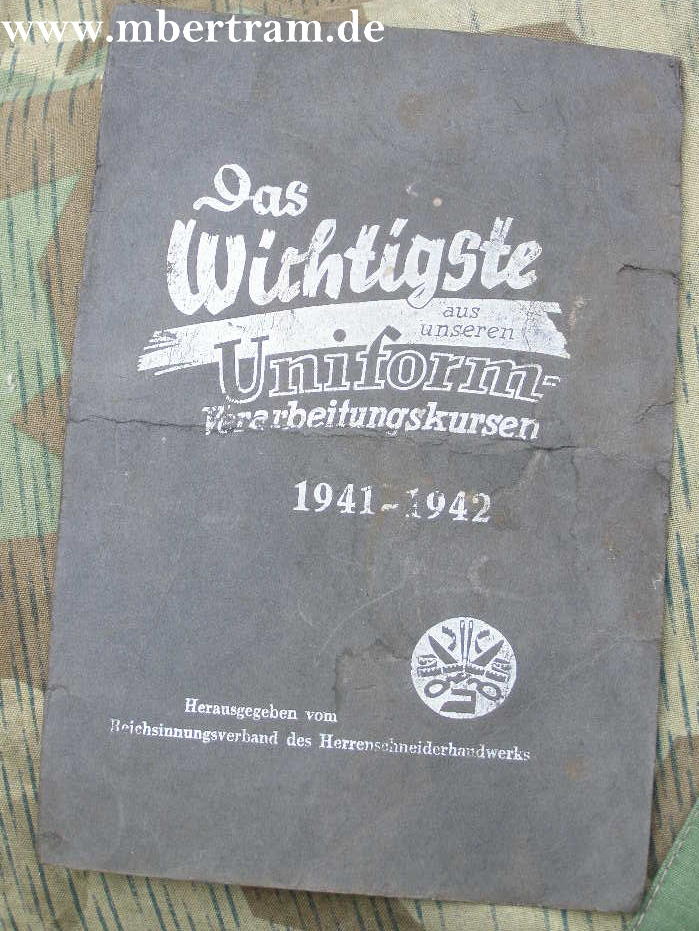 www.mbertram.de
Das
Wichtigste
aus
unseren
Uniform-
Verarbeitungskursen
1941-1942
Herausgegeben vom
Reichsinnungsverband des Herrenschneiderhandwerks